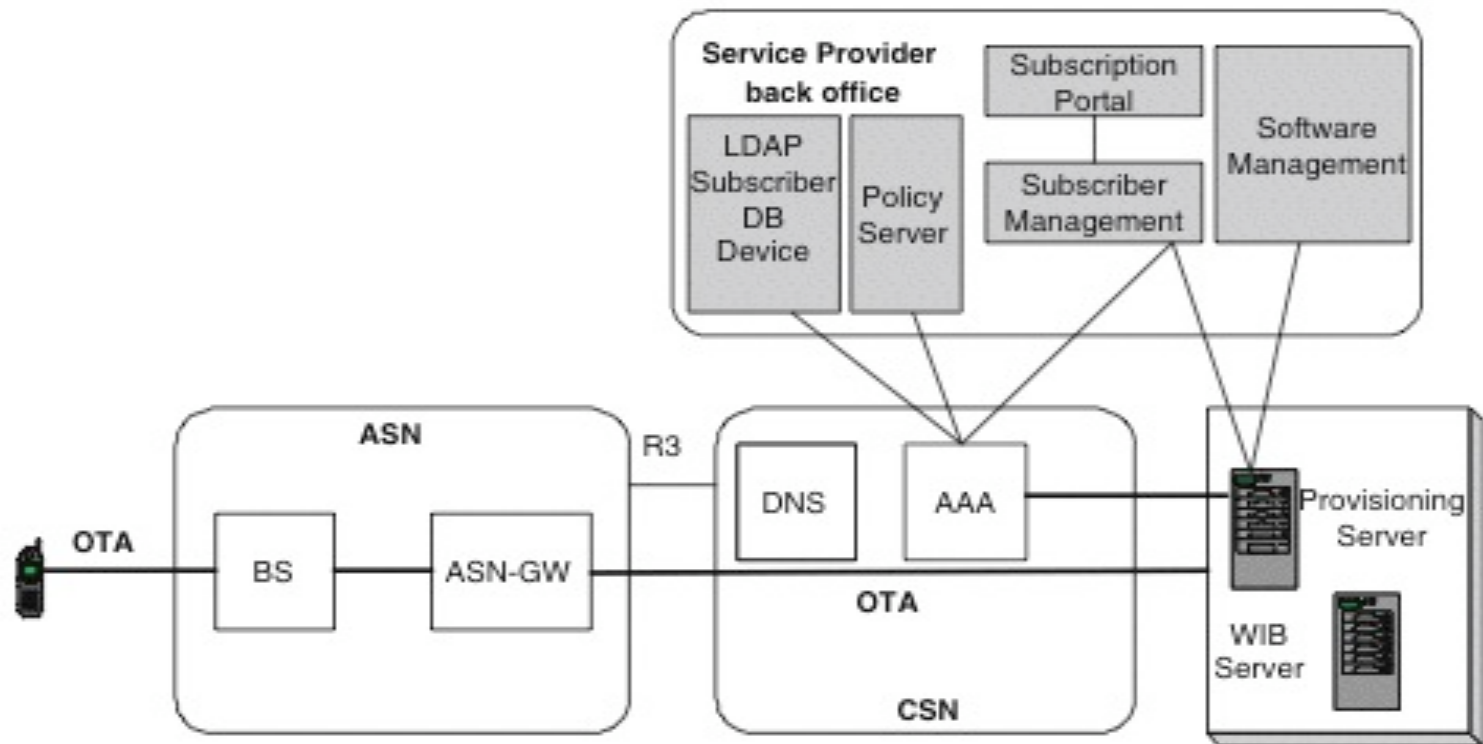 Service Provider
back office
LDAP
Subscriber
DB
Device
Policy
Server
Subscription
Portal
Subscriber
Management
Software
Management
ASN
R3
OTA
BS
ASN-GW
DNS
AAA
OTA
CSN
Provisioning
Server
WIB
Server